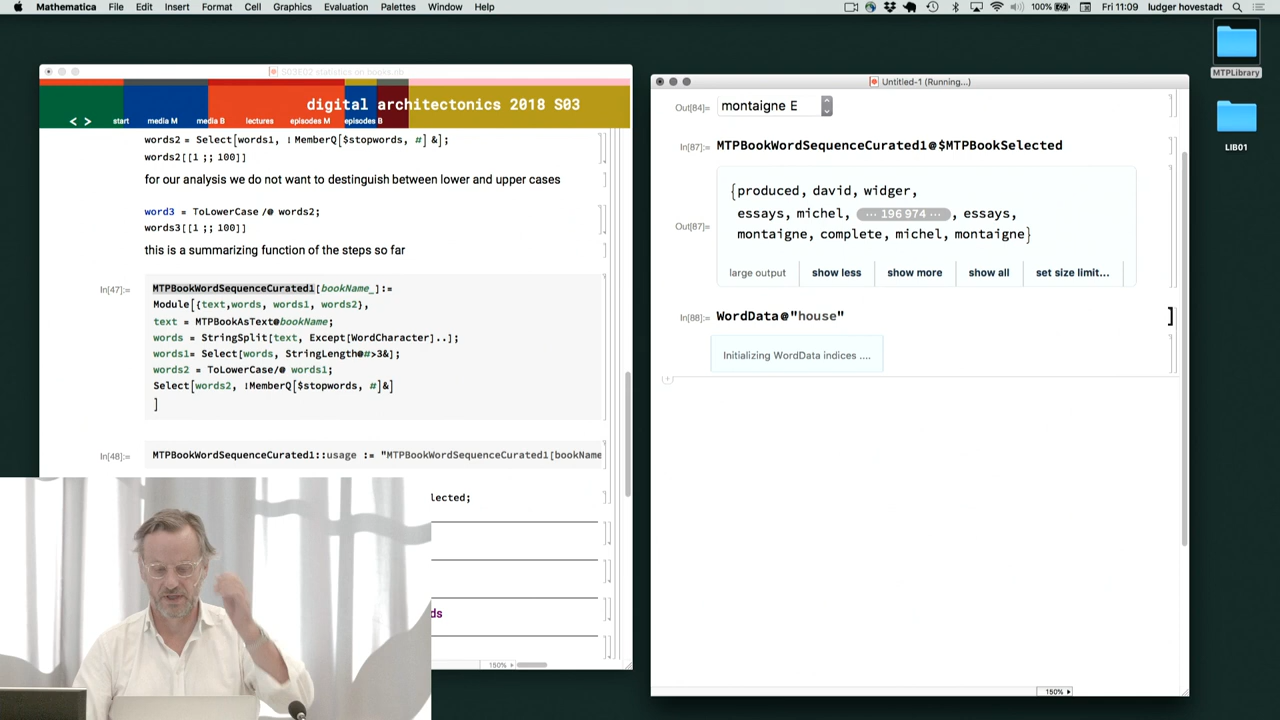 Mathematica File Edit Insert Format Cell Graphics Evaluation Palettes Window Help 100% Fri 11:09 ludger hovestadt
MTPLibrary
LIB01
S03E02 statistics on books.nb
digital architectonics 2018 S03
< > start media M media B lectures episodes M episodes B
words2 = Select[words1, !MemberQ[$stopwords, #] &];
words2[[1 ;; 100]]
for our analysis we do not want to destinguish between lower and upper cases
word3 = ToLowerCase /@ words2;
words3[[1 ;; 100]]
this is a summarizing function of the steps so far
In[47]:= MTPBookWordSequenceCurated1[bookName_]:=
Module[{text,words, words1, words2},
text = MTPBookAsText@bookName;
words = StringSplit[text, Except[WordCharacter]..];
words1= Select[words, StringLength@#>3&];
words2 = ToLowerCase/@ words1;
Select[words2, !MemberQ[$stopwords, #]&]
]
In[48]:= MTPBookWordSequenceCurated1::usage := "MTPBookWordSequenceCurated1[bookName
lected;
ds
150%
Untitled-1 (Running...)
Out[84]= montaigne E
In[87]:= MTPBookWordSequenceCurated1@$MTPBookSelected
Out[87]= {produced, david, widger,
essays, michel, ... 196 974 ..., essays,
montaigne, complete, michel, montaigne}
large output show less show more show all set size limit...
In[88]:= WordData@"house"
Initializing WordData indices ....
150%